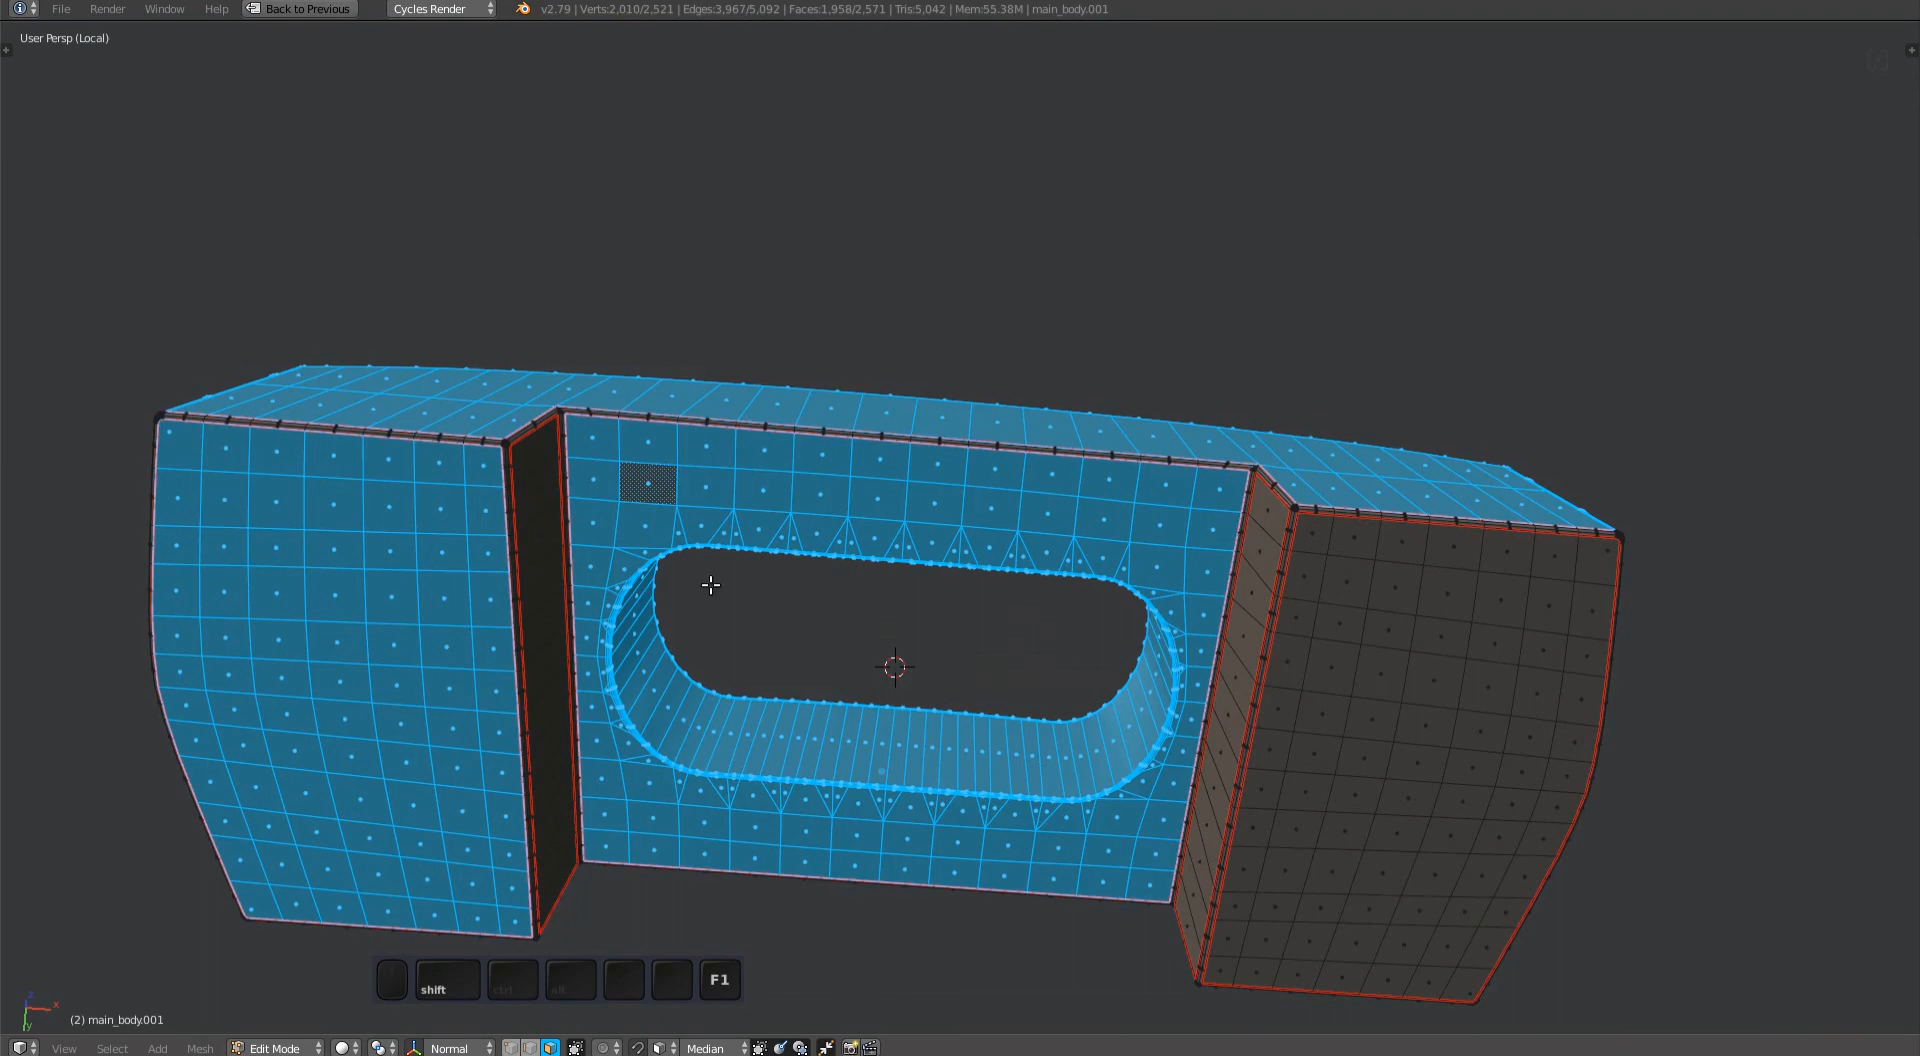 File Render Window Help Back to Previous Cycles Render v2.79 | Verts:2,010/2,521 | Edges:3,967/5,092 | Faces:1,958/2,571 | Tris:5,042 | Mem:55.38M | main_body.001
User Persp (Local)
shift ctrl alt F1
z x
y
(2) main_body.001
View Select Add Mesh Edit Mode Normal Median